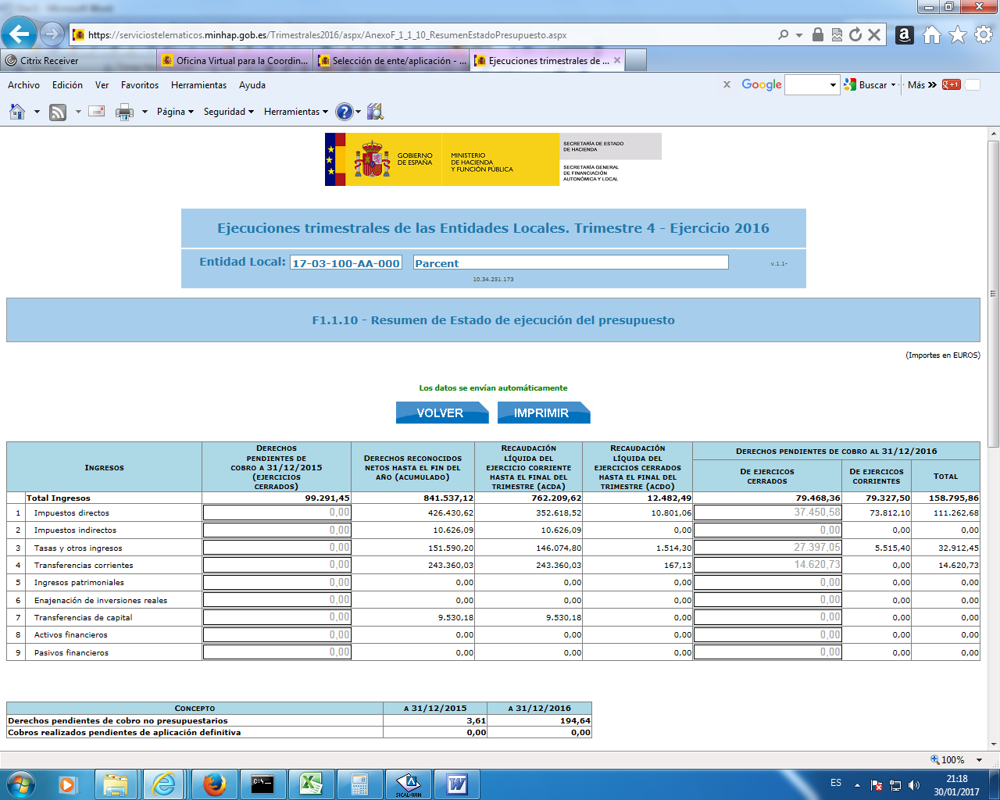 https://serviciostelematicos.minhap.gob.es/Trimestrales2016/aspx/AnexoF_1_1_10_ResumenEstadoPresupuesto.aspx
Citrix Receiver
Oficina Virtual para la Coordin...
Selección de ente/aplicación - ...
Ejecuciones trimestrales de ...
Archivo Edición Ver Favoritos Herramientas Ayuda
x Google Buscar Más »
Página Seguridad Herramientas
GOBIERNO DE ESPAÑA
MINISTERIO DE HACIENDA Y FUNCIÓN PÚBLICA
SECRETARÍA DE ESTADO DE HACIENDA
SECRETARÍA GENERAL DE FINANCIACIÓN AUTONÓMICA Y LOCAL
Ejecuciones trimestrales de las Entidades Locales. Trimestre 4 - Ejercicio 2016
Entidad Local: 17-03-100-AA-000 Parcent v.1.1-
10.34.251.173
F1.1.10 - Resumen de Estado de ejecución del presupuesto
(Importes en EUROS)
Los datos se envían automáticamente
VOLVER IMPRIMIR
INGRESOS
DERECHOS PENDIENTES DE COBRO A 31/12/2015 (EJERCICIOS CERRADOS)
DERECHOS RECONOCIDOS NETOS HASTA EL FIN DEL AÑO (ACUMULADO)
RECAUDACIÓN LÍQUIDA DEL EJERCICIO CORRIENTE HASTA EL FINAL DEL TRIMESTRE (ACDA)
RECAUDACIÓN LÍQUIDA DEL EJERCICIOS CERRADOS HASTA EL FINAL DEL TRIMESTRE (ACDO)
DERECHOS PENDIENTES DE COBRO AL 31/12/2016
DE EJERCICOS CERRADOS
DE EJERCICOS CORRIENTES
TOTAL
Total Ingresos 99.291,45 841.537,12 762.209,62 12.482,49 79.468,36 79.327,50 158.795,86
1 Impuestos directos 0,00 426.430,62 352.618,52 10.801,06 37.450,58 73.812,10 111.262,68
2 Impuestos indirectos 0,00 10.626,09 10.626,09 0,00 0,00 0,00 0,00
3 Tasas y otros ingresos 0,00 151.590,20 146.074,80 1.514,30 27.397,05 5.515,40 32.912,45
4 Transferencias corrientes 0,00 243.360,03 243.360,03 167,13 14.620,73 0,00 14.620,73
5 Ingresos patrimoniales 0,00 0,00 0,00 0,00 0,00 0,00 0,00
6 Enajenación de inversiones reales 0,00 0,00 0,00 0,00 0,00 0,00 0,00
7 Transferencias de capital 0,00 9.530,18 9.530,18 0,00 0,00 0,00 0,00
8 Activos financieros 0,00 0,00 0,00 0,00 0,00 0,00 0,00
9 Pasivos financieros 0,00 0,00 0,00 0,00 0,00 0,00 0,00
CONCEPTO A 31/12/2015 A 31/12/2016
Derechos pendientes de cobro no presupuestarios 3,61 194,64
Cobros realizados pendientes de aplicación definitiva 0,00 0,00
100%
SICAL-WIN
ES
21:18
30/01/2017